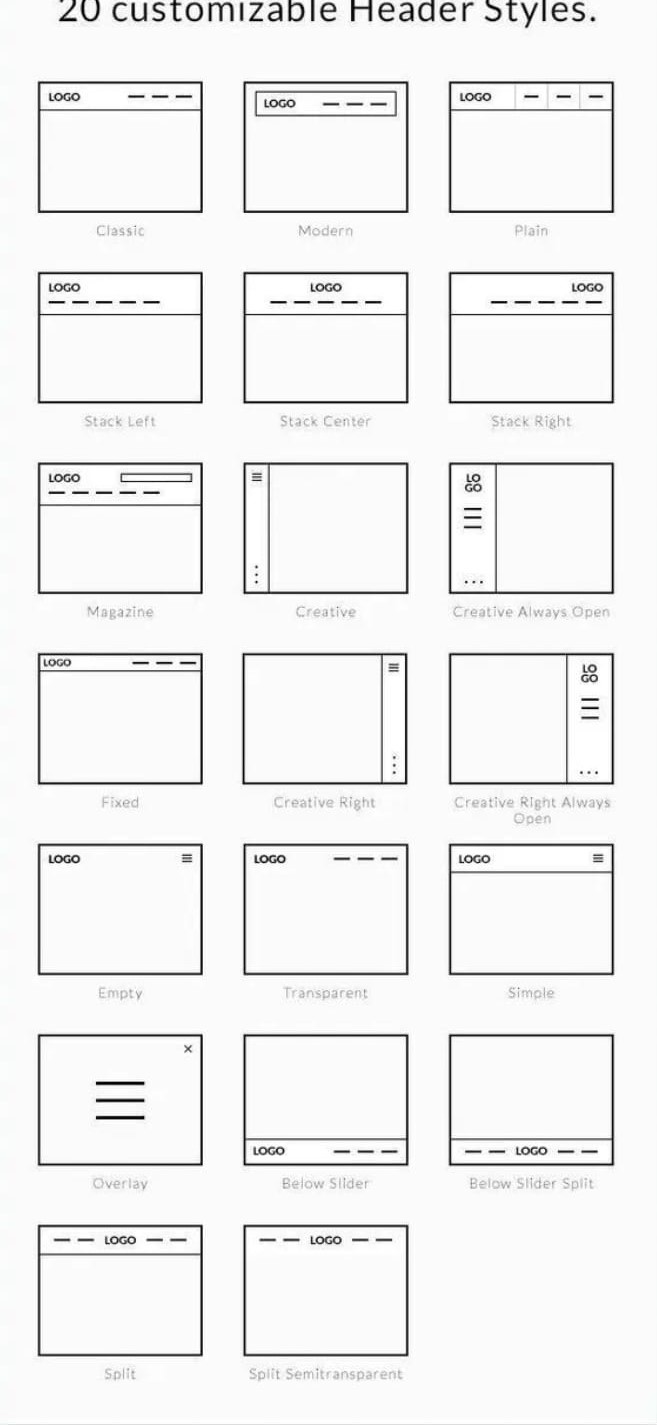 20 customizable Header Styles.
LOGO
LOGO
LOGO
Classic
Modern
Plain
LOGO
LOGO
LOGO
Stack Left
Stack Center
Stack Right
LOGO
LO
GO
Magazine
Creative
Creative Always Open
LOGO
LO
GO
Fixed
Creative Right
Creative Right Always
Open
LOGO
LOGO
LOGO
Empty
Transparent
Simple
LOGO
LOGO
Overlay
Below Slider
Below Slider Split
LOGO
LOGO
Split
Split Semitransparent